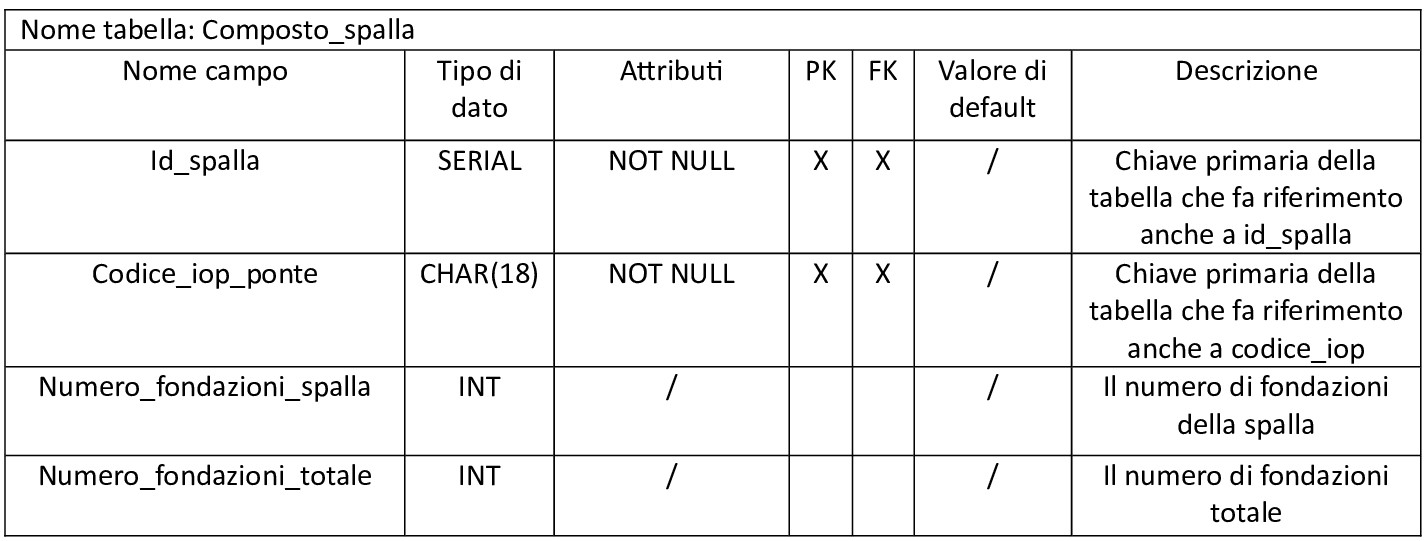 Nome tabella: Composto_spalla
Nome campo
Tipo di
dato
Attributi
PK
FK
Valore di
default
Descrizione
Id_spalla
SERIAL
NOT NULL
X
X
/
Chiave primaria della
tabella che fa riferimento
anche a id_spalla
Codice_iop_ponte
CHAR(18)
NOT NULL
X
X
/
Chiave primaria della
tabella che fa riferimento
anche a codice_iop
Numero_fondazioni_spalla
INT
/
/
Il numero di fondazioni
della spalla
Numero_fondazioni_totale
INT
/
/
Il numero di fondazioni
totale